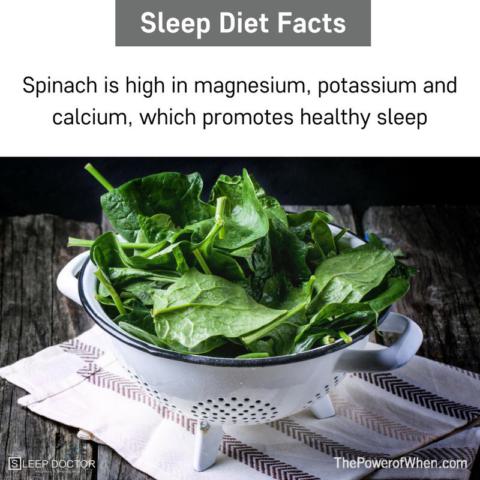 Sleep Diet Facts
Spinach is high in magnesium, potassium and
calcium, which promotes healthy sleep
SLEEP DOCTOR
ThePowerofWhen.com